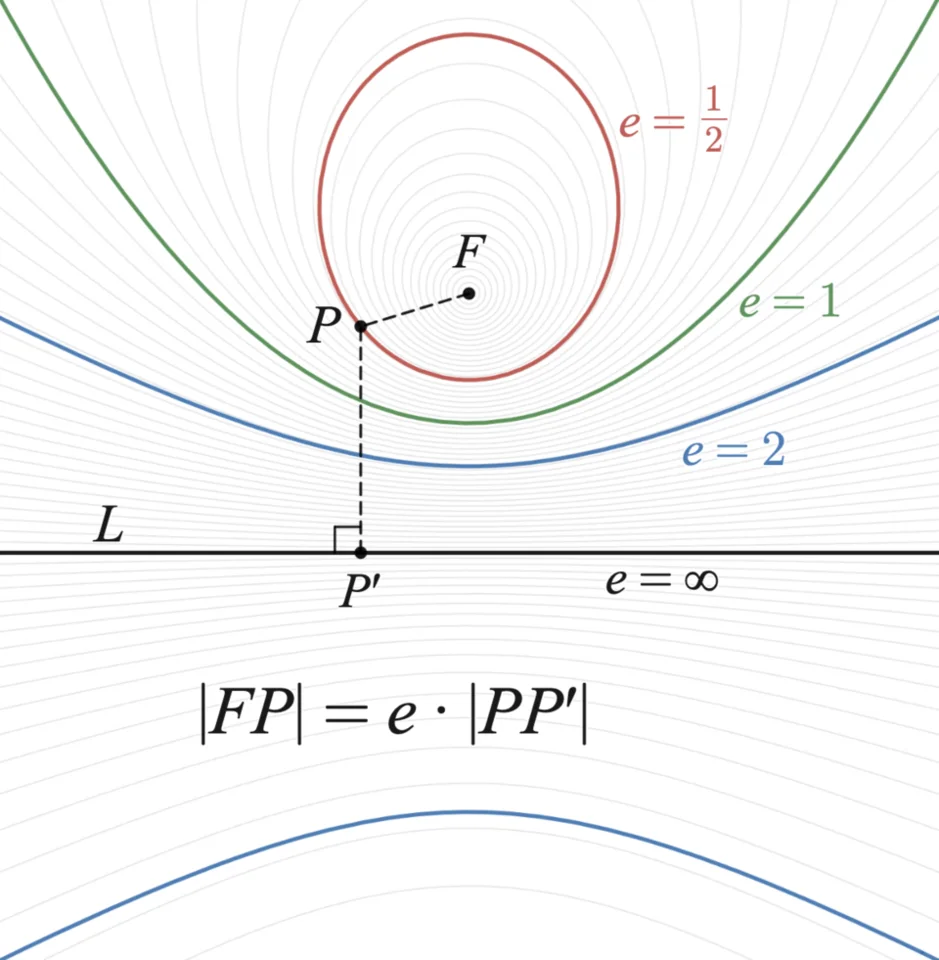 e = 1/2
F
P
e = 1
e = 2
L
P′
e = ∞
|FP| = e · |PP′|